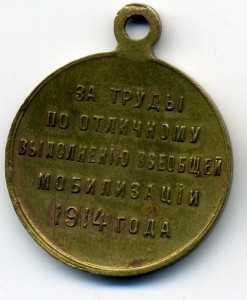 ЗА ТРУДЫ
ПО ОТЛИЧНОМУ
ВЫПОЛНЕНІЮ ВСЕОБЩЕЙ
МОБИЛИЗАЦІИ
1914 ГОДА